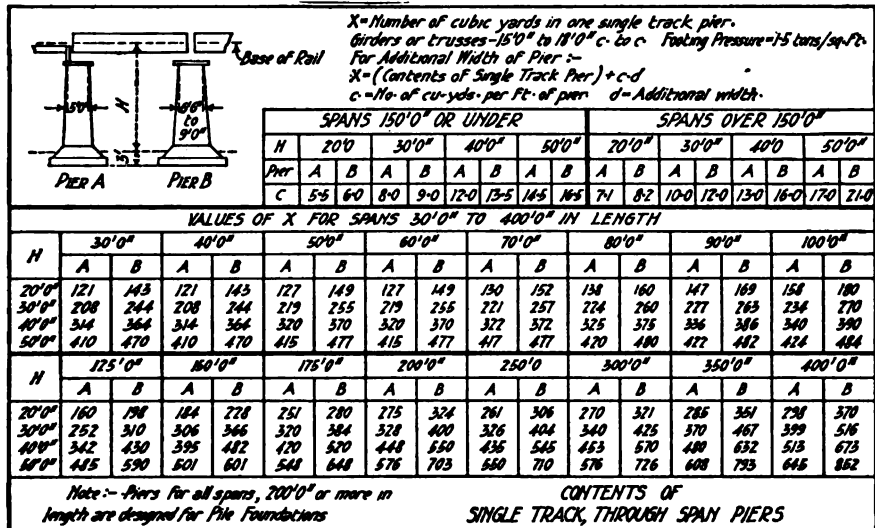 X=Number of cubic yards in one single track pier.
Girders or trusses-15'0" to 18'0" c. to c. Footing Pressure=7.5 tons/sq.ft.
For Additional Width of Pier :-
X=(Contents of Single Track Pier)+c.d
c.=No. of cu-yds. per Ft. of pier d=Additional width.
Base of Rail
H
5'0"
8'6" to 9'0"
5'
PIER A PIER B
SPANS 150'0" OR UNDER SPANS OVER 150'0"
H 20'0 30'0" 40'0" 50'0" 20'0" 30'0" 40'0 50'0"
Pier A B A B A B A B A B A B A B A B
C 5.5 6.0 8.0 9.0 12.0 13.5 14.5 16.5 7.1 8.2 10.0 12.0 13.0 16.0 17.0 21.0
VALUES OF X FOR SPANS 30'0" TO 400'0" IN LENGTH
H 30'0" 40'0" 50'0" 60'0" 70'0" 80'0" 90'0" 100'0"
A B A B A B A B A B A B A B A B
20'0" 121 143 121 143 127 149 127 149 130 152 138 160 147 169 158 180
30'0" 208 244 208 244 219 255 219 255 221 257 224 260 227 263 234 270
40'0" 314 364 314 364 320 370 320 370 322 372 325 375 336 386 340 390
50'0" 410 470 410 470 415 477 415 477 417 477 420 480 422 482 424 484
H 125'0" 160'0" 175'0" 200'0" 250'0 300'0" 350'0" 400'0"
A B A B A B A B A B A B A B A B
20'0" 160 198 184 228 251 280 275 324 261 306 270 321 285 351 298 370
30'0" 252 310 306 366 320 384 328 400 326 404 340 425 370 467 399 516
40'0" 342 430 395 482 420 520 448 550 435 545 453 570 480 632 513 673
50'0" 485 590 501 601 548 648 576 703 550 710 576 726 608 793 645 852
Note:- Piers for all spans, 200'0" or more in
length are designed for Pile Foundations
CONTENTS OF
SINGLE TRACK, THROUGH SPAN PIERS